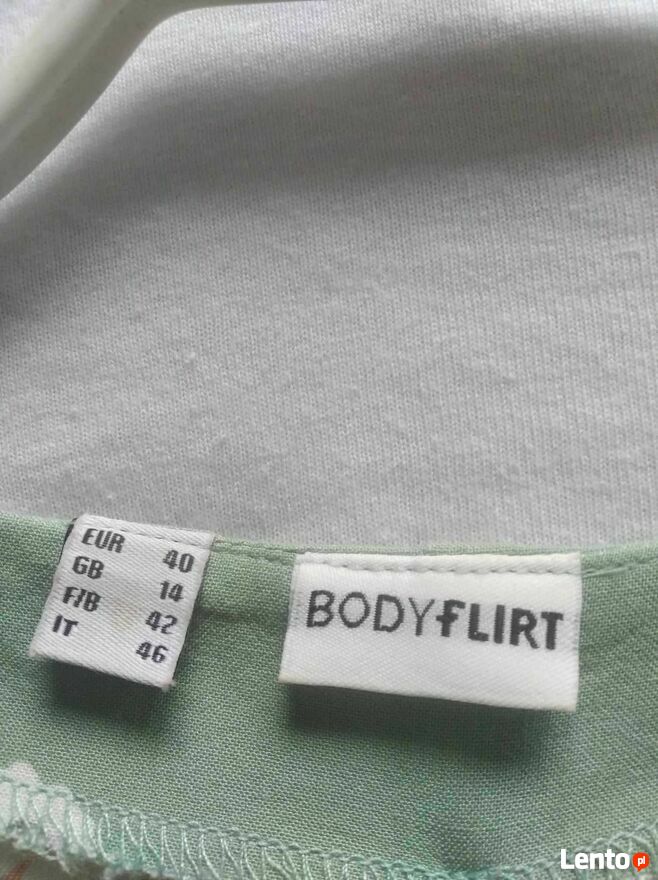 EUR 40
GB 14
F/B 42
IT 46
BODYFLIRT
Lento.pl